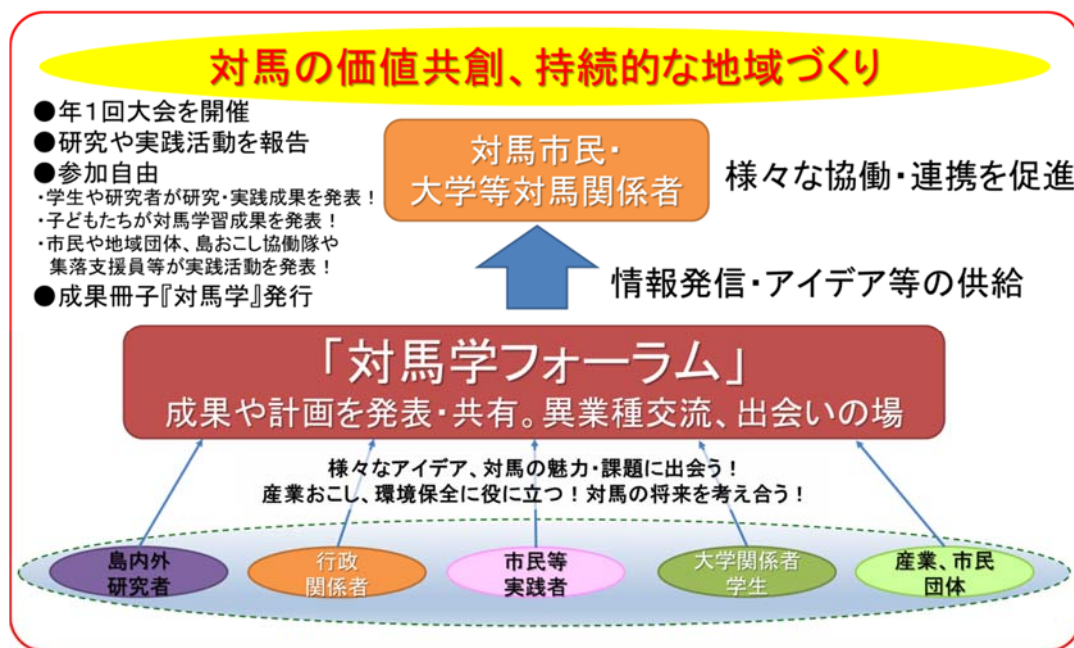 対馬の価値共創、持続的な地域づくり
●年1回大会を開催
●研究や実践活動を報告
●参加自由
・学生や研究者が研究・実践成果を発表！
・子どもたちが対馬学習成果を発表！
・市民や地域団体、島おこし協働隊や
集落支援員等が実践活動を発表！
●成果冊子『対馬学』発行
対馬市民・
大学等対馬関係者
様々な協働・連携を促進
情報発信・アイデア等の供給
「対馬学フォーラム」
成果や計画を発表・共有。異業種交流、出会いの場
様々なアイデア、対馬の魅力・課題に出会う！
産業おこし、環境保全に役に立つ！対馬の将来を考え合う！
島内外
研究者
行政
関係者
市民等
実践者
大学関係者
学生
産業、市民
団体